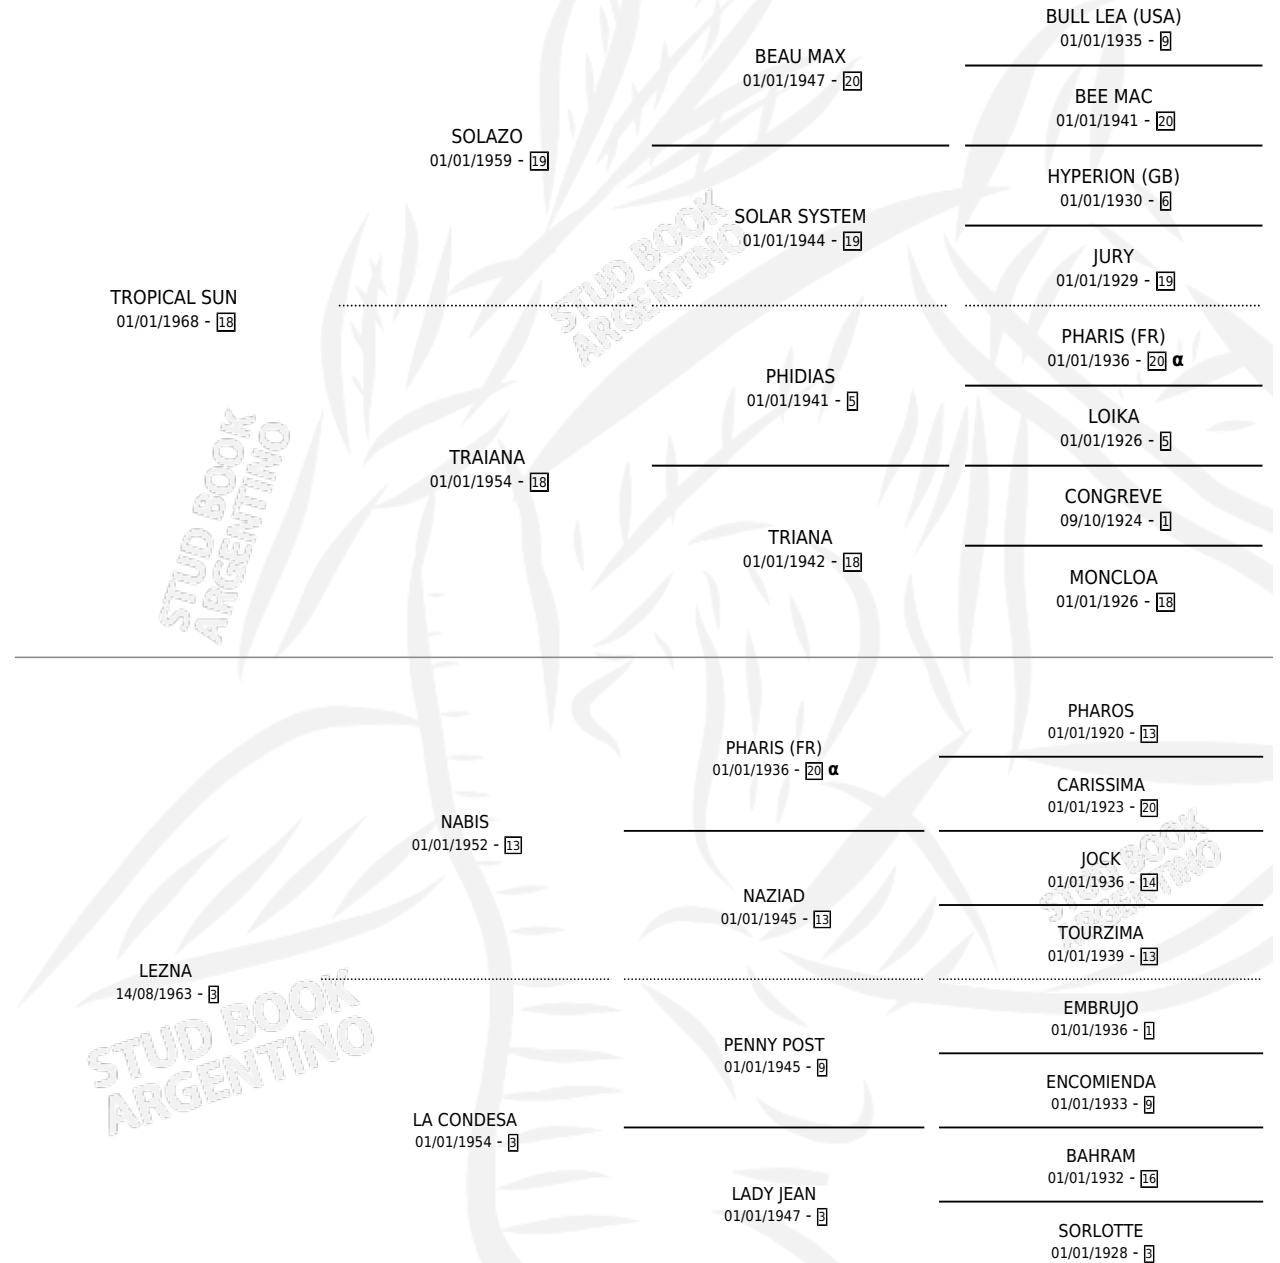 BULL LEA (USA)
01/01/1935 - 9
BEAU MAX
01/01/1947 - 20
BEE MAC
01/01/1941 - 20
SOLAZO
01/01/1959 - 19
HYPERION (GB)
01/01/1930 - 6
SOLAR SYSTEM
01/01/1944 - 19
JURY
01/01/1929 - 19
TROPICAL SUN
01/01/1968 - 18
PHARIS (FR)
01/01/1936 - 20 α
PHIDIAS
01/01/1941 - 5
LOIKA
01/01/1926 - 5
TRAIANA
01/01/1954 - 18
CONGREVE
09/10/1924 - 1
TRIANA
01/01/1942 - 18
MONCLOA
01/01/1926 - 18
PHAROS
01/01/1920 - 13
PHARIS (FR)
01/01/1936 - 20 α
CARISSIMA
01/01/1923 - 20
NABIS
01/01/1952 - 13
JOCK
01/01/1936 - 14
NAZIAD
01/01/1945 - 13
TOURZIMA
01/01/1939 - 13
LEZNA
14/08/1963 - 3
EMBRUJO
01/01/1936 - 1
PENNY POST
01/01/1945 - 9
ENCOMIENDA
01/01/1933 - 9
LA CONDESA
01/01/1954 - 3
BAHRAM
01/01/1932 - 16
LADY JEAN
01/01/1947 - 3
SORLOTTE
01/01/1928 - 3
STUD BOOK
ARGENTINO
STUD BOOK
ARGENTINO
STUD BOOK
ARGENTINO
STUD BOOK
ARGENTINO